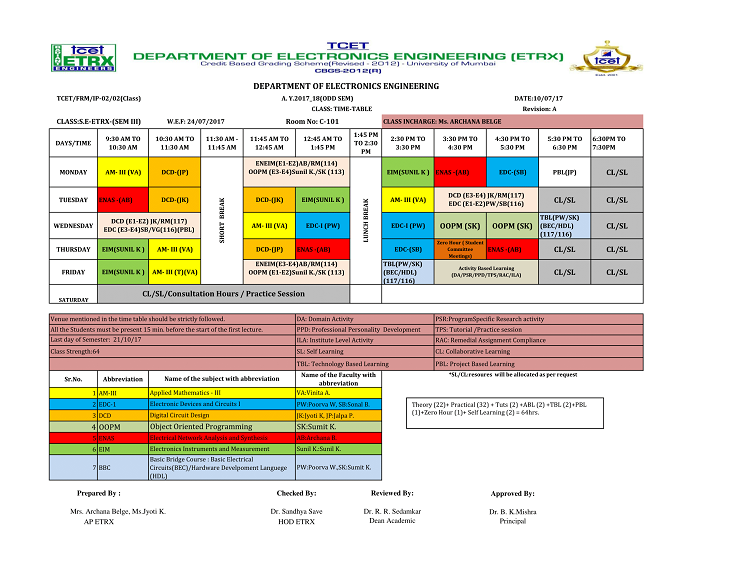 tcet
ETRX
ENGINEERS
TCET
DEPARTMENT OF ELECTRONICS ENGINEERING (ETRX)
Credit Based Grading Scheme(Revised - 2012) - University of Mumbai
CBGS-2012(R)
tcet
DEPARTMENT OF ELECTRONICS ENGINEERING
TCET/FRM/IP-02/02(Class) A. Y.2017_18(ODD SEM) DATE:10/07/17
CLASS: TIME-TABLE Revision: A
CLASS:S.E-ETRX-(SEM III) W.E.F: 24/07/2017 Room No: C-101 CLASS INCHARGE: Ms. ARCHANA BELGE
DAYS/TIME 9:30 AM TO 10:30 AM 10:30 AM TO 11:30 AM 11:30 AM - 11:45 AM 11:45 AM TO 12:45 AM 12:45 AM TO 1:45 PM 1:45 PM TO 2:30 PM 2:30 PM TO 3:30 PM 3:30 PM TO 4:30 PM 4:30 PM TO 5:30 PM 5:30 PM TO 6:30 PM 6:30PM TO 7:30PM
MONDAY AM- III (VA) DCD-(JP) SHORT BREAK ENEIM(E1-E2)AB/RM(114) OOPM (E3-E4)Sunil K./SK (113) LUNCH BREAK EIM(SUNIL K ) ENAS -(AB) EDC-(SB) PBL(JP) CL/SL
TUESDAY ENAS -(AB) DCD-(JK) DCD-(JK) EIM(SUNIL K ) AM- III (VA) DCD (E3-E4) JK/RM(117) EDC (E1-E2)PW/SB(116) CL/SL CL/SL
WEDNESDAY DCD (E1-E2) JK/RM(117) EDC (E3-E4)SB/VG(116)(PBL) AM- III (VA) EDC-I (PW) EDC-I (PW) OOPM (SK) OOPM (SK) TBL(PW/SK) (BEC/HDL) (117/116) CL/SL
THURSDAY EIM(SUNIL K ) AM- III (VA) DCD-(JP) ENAS -(AB) EDC-(SB) Zero Hour ( Student Committee Meetings) ENAS -(AB) CL/SL CL/SL
FRIDAY EIM(SUNIL K ) AM- III (T)(VA) ENEIM(E3-E4)AB/RM(114) OOPM (E1-E2)Sunil K./SK (113) TBL(PW/SK) (BEC/HDL) (117/116) Activity Based Learning (DA/PSR/PPD/TPS/RAC/ILA) CL/SL CL/SL
SATURDAY CL/SL/Consultation Hours / Practice Session
Venue mentioned in the time table should be strictly followed. DA: Domain Activity PSR:ProgramSpecific Research activity
All the Students must be present 15 min. before the start of the first lecture. PPD: Professional Personality Development TPS: Tutorial /Practice session
Last day of Semester: 21/10/17 ILA: Institute Level Activity RAC: Remedial Assignment Compliance
Class Strength:64 SL: Self Learning CL: Collaborative Learning
TBL: Technology Based Learning PBL: Project Based Learning
Sr.No. Abbreviation Name of the subject with abbreviation Name of the Faculty with abbreviation *SL/CL resoures will be allocated as per request
1 AM-III Applied Mathematics - III VA:Vinita A.
2 EDC-I Electronic Devices and Circuits I PW:Poorva W, SB:Sonal B.
3 DCD Digital Circuit Design JK:Jyoti K, JP:Jalpa P.
4 OOPM Object Oriented Programming SK:Sumit K.
5 ENAS Electrical Network Analysis and Synthesis AB:Archana B.
6 EIM Electronics Instruments and Measurement Sunil K:Sunil K.
7 BBC Basic Bridge Course : Basic Electrical Circuits(BEC)/Hardware Develpoment Languege (HDL) PW:Poorva W.,SK:Sumit K.
Theory (22)+ Practical (32) + Tuts (2) +ABL (2) +TBL (2)+PBL
(1)+Zero Hour (1)+ Self Learning (2) = 64hrs.
Prepared By : Checked By: Reviewed By: Approved By:
Mrs. Archana Belge, Ms.Jyoti K. Dr. Sandhya Save Dr. R. R. Sedamkar Dr. B. K.Mishra
AP ETRX HOD ETRX Dean Academic Principal